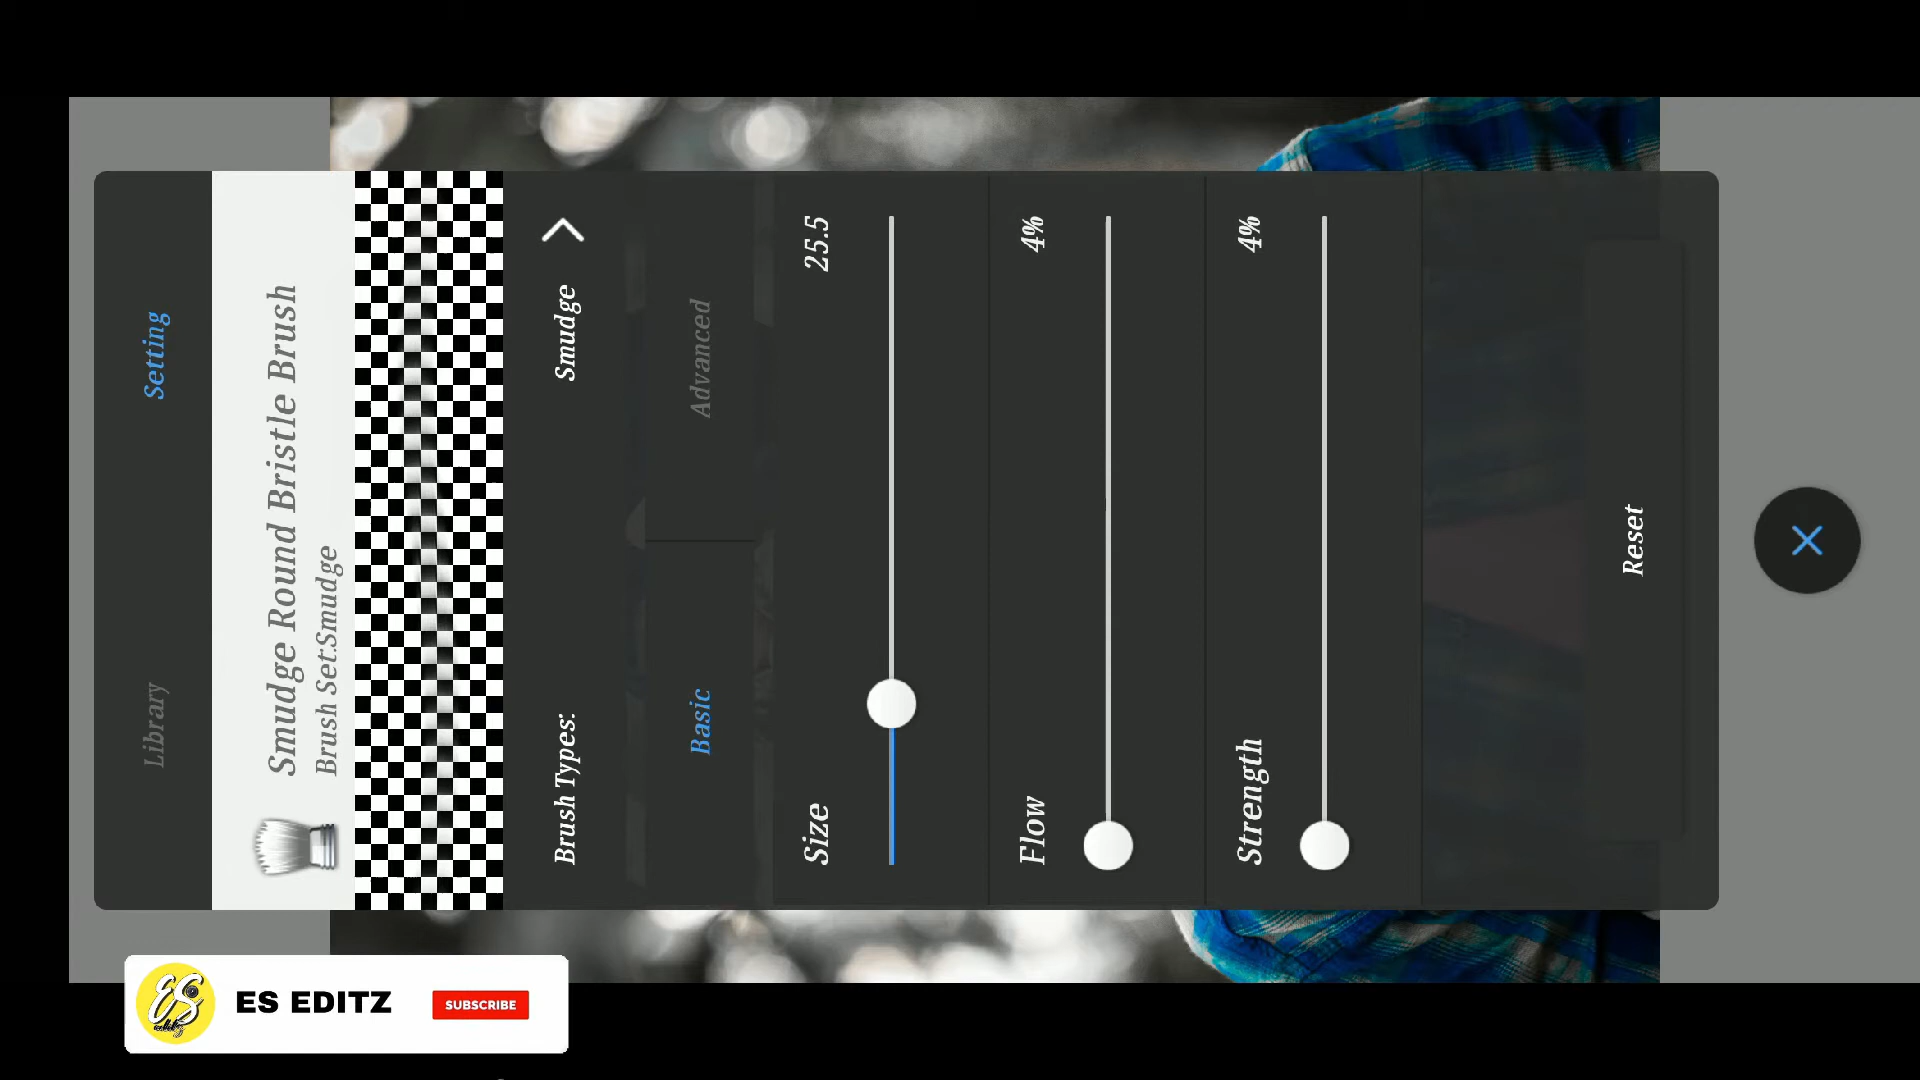 Library Setting
Smudge Round Bristle Brush
Brush Set:Smudge
Brush Types: Smudge
Basic Advanced
Size 25.5
Flow 4%
Strength 4%
Reset
ES EDITZ
SUBSCRIBE